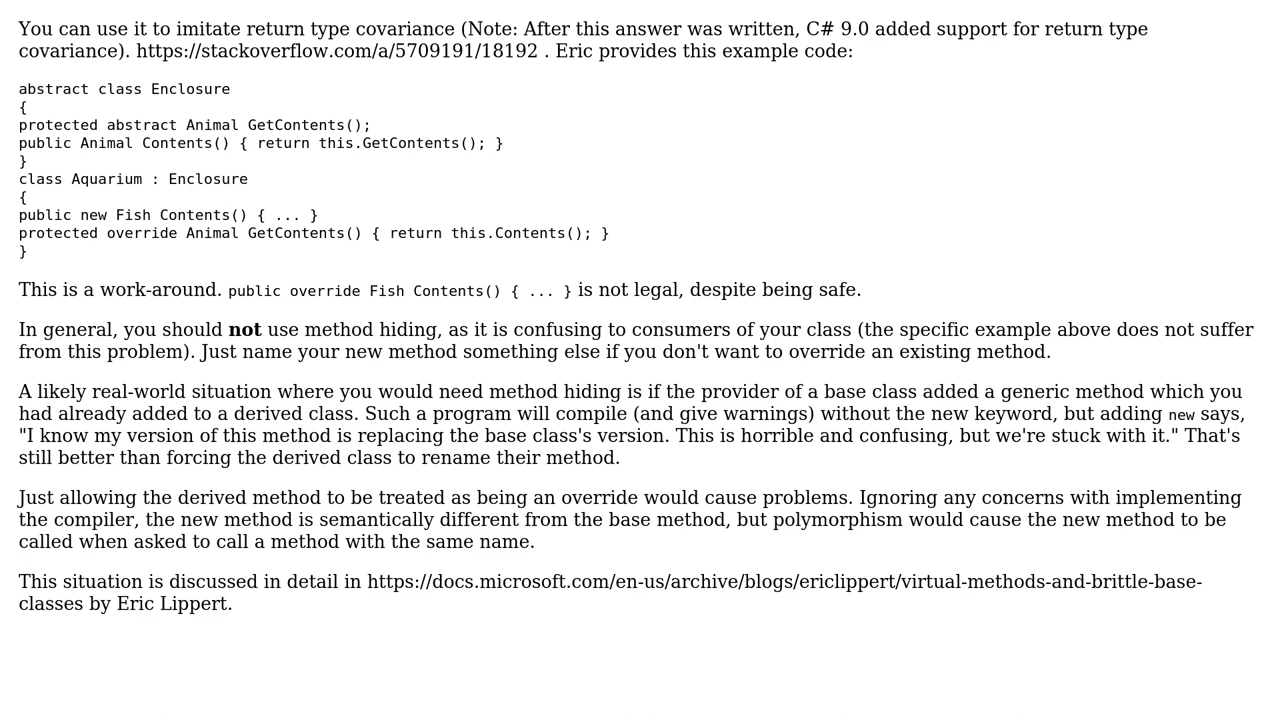 You can use it to imitate return type covariance (Note: After this answer was written, C# 9.0 added support for return type
covariance). https://stackoverflow.com/a/5709191/18192 . Eric provides this example code:
abstract class Enclosure
{
protected abstract Animal GetContents();
public Animal Contents() { return this.GetContents(); }
}
class Aquarium : Enclosure
{
public new Fish Contents() { ... }
protected override Animal GetContents() { return this.Contents(); }
}
This is a work-around. public override Fish Contents() { ... } is not legal, despite being safe.
In general, you should not use method hiding, as it is confusing to consumers of your class (the specific example above does not suffer
from this problem). Just name your new method something else if you don't want to override an existing method.
A likely real-world situation where you would need method hiding is if the provider of a base class added a generic method which you
had already added to a derived class. Such a program will compile (and give warnings) without the new keyword, but adding new says,
"I know my version of this method is replacing the base class's version. This is horrible and confusing, but we're stuck with it." That's
still better than forcing the derived class to rename their method.
Just allowing the derived method to be treated as being an override would cause problems. Ignoring any concerns with implementing
the compiler, the new method is semantically different from the base method, but polymorphism would cause the new method to be
called when asked to call a method with the same name.
This situation is discussed in detail in https://docs.microsoft.com/en-us/archive/blogs/ericlippert/virtual-methods-and-brittle-base-
classes by Eric Lippert.